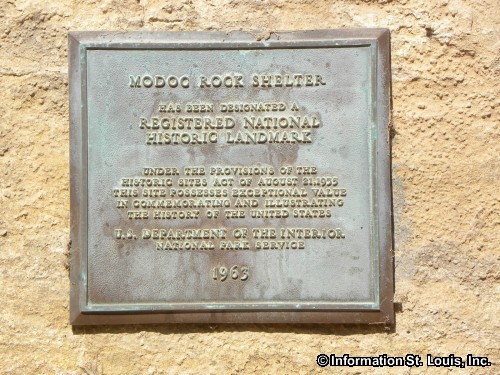 MODOC ROCK SHELTER
HAS BEEN DESIGNATED A
REGISTERED NATIONAL
HISTORIC LANDMARK
UNDER THE PROVISIONS OF THE
HISTORIC SITES ACT OF AUGUST 21, 1935
THIS SITE POSSESSES EXCEPTIONAL VALUE
IN COMMEMORATING AND ILLUSTRATING
THE HISTORY OF THE UNITED STATES
U.S. DEPARTMENT OF THE INTERIOR
NATIONAL PARK SERVICE
1963
©Information St. Louis, Inc.